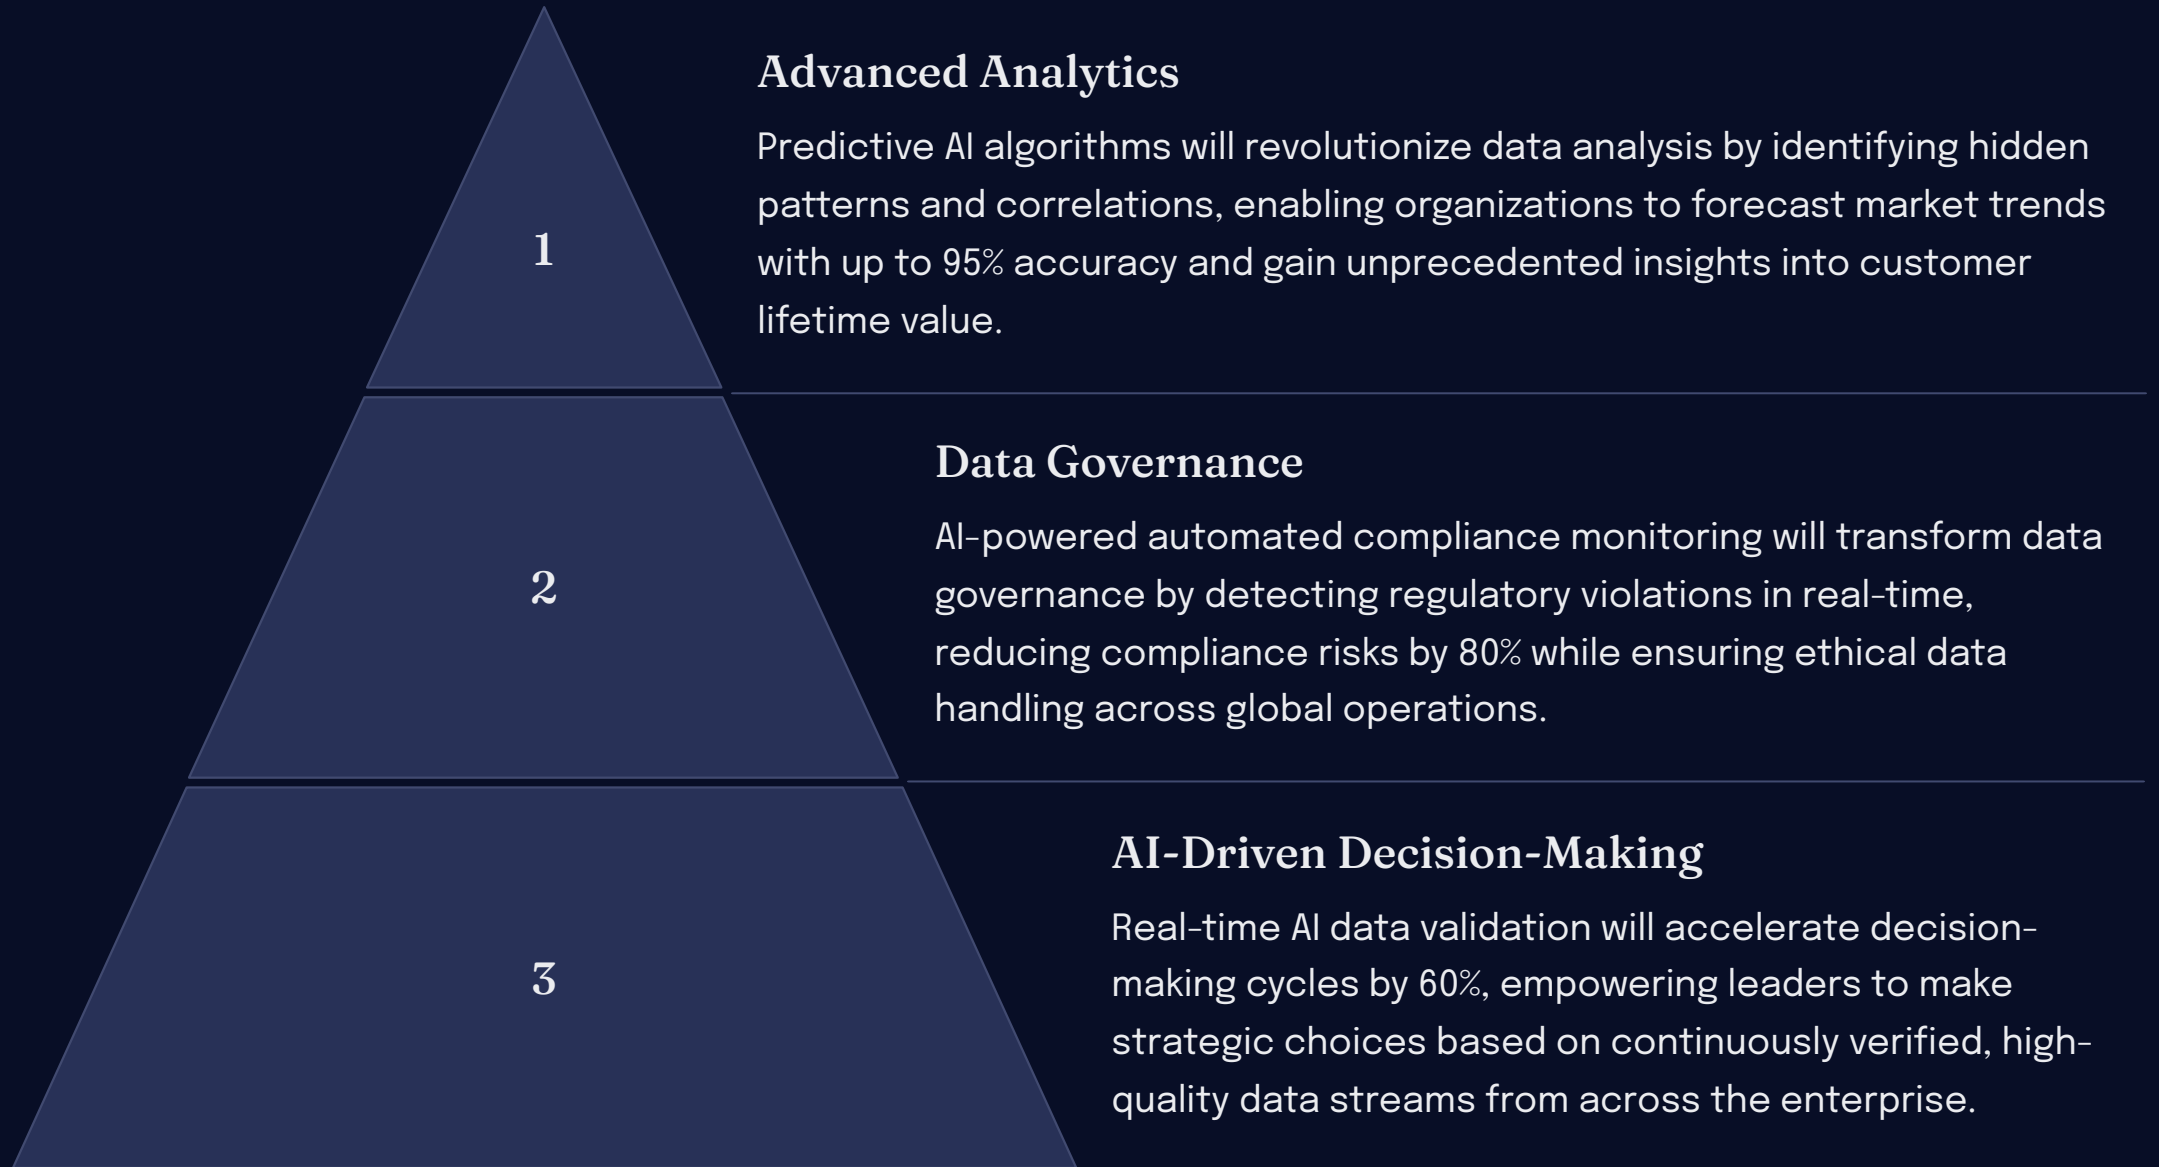 Advanced Analytics
Predictive AI algorithms will revolutionize data analysis by identifying hidden
patterns and correlations, enabling organizations to forecast market trends
with up to 95% accuracy and gain unprecedented insights into customer
lifetime value.
1
Data Governance
AI-powered automated compliance monitoring will transform data
governance by detecting regulatory violations in real-time,
reducing compliance risks by 80% while ensuring ethical data
handling across global operations.
2
AI-Driven Decision-Making
Real-time AI data validation will accelerate decision-
making cycles by 60%, empowering leaders to make
strategic choices based on continuously verified, high-
quality data streams from across the enterprise.
3